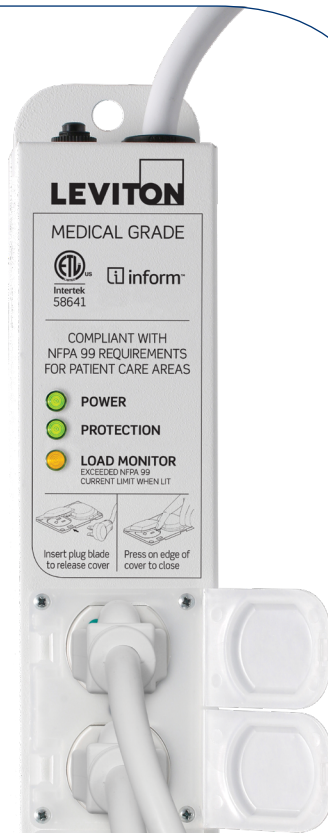 LEVITON
MEDICAL GRADE
ETL
us
Intertek
58641
i inform™
COMPLIANT WITH
NFPA 99 REQUIREMENTS
FOR PATIENT CARE AREAS
POWER
PROTECTION
LOAD MONITOR
EXCEEDED NFPA 99
CURRENT LIMIT WHEN LIT
Insert plug blade
to release cover
Press on edge of
cover to close